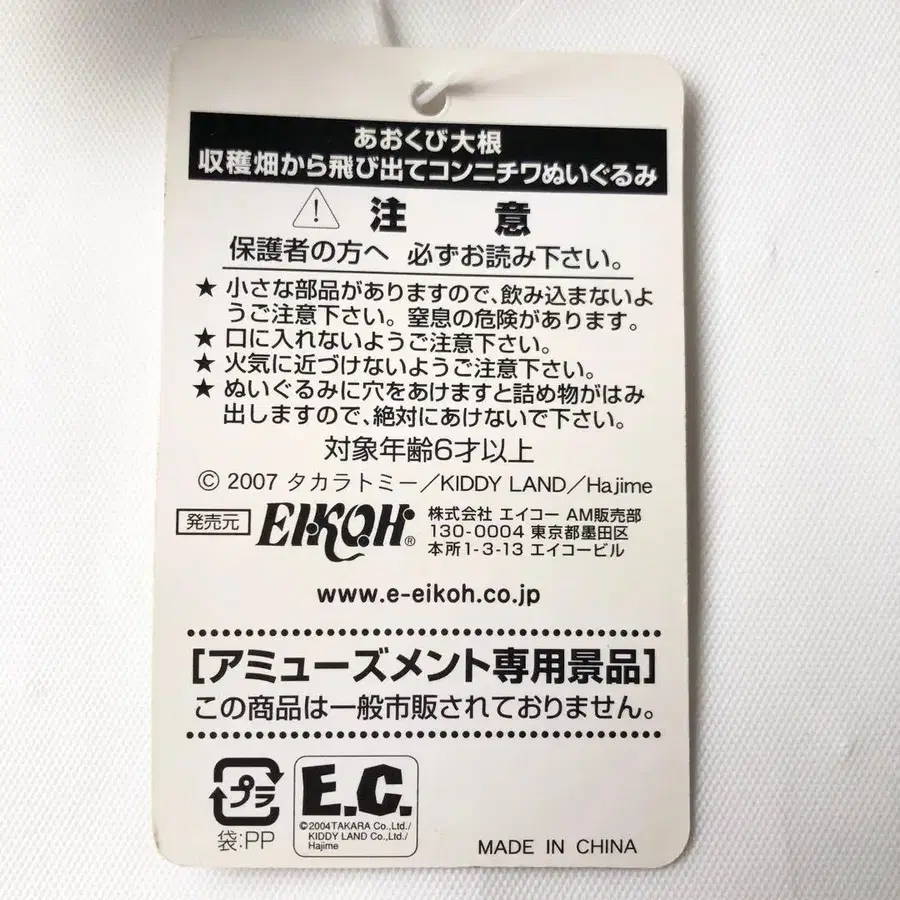 あおくび大根
収穫畑から飛び出てコンニチワぬいぐるみ
注 意
保護者の方へ 必ずお読み下さい。
★ 小さな部品がありますので、飲み込まないよ
うご注意下さい。窒息の危険があります。
★ 口に入れないようご注意下さい。
★ 火気に近づけないようご注意下さい。
★ ぬいぐるみに穴をあけますと詰め物がはみ
出しますので、絶対にあけないで下さい。
対象年齢6才以上
© 2007 タカラトミー/KIDDY LAND/Hajime
発売元 EIKOH® 株式会社 エイコー AM販売部
130-0004 東京都墨田区
本所1-3-13 エイコービル
www.e-eikoh.co.jp
[アミューズメント専用景品]
この商品は一般市販されておりません。
プラ
袋:PP
E.C.
©2004TAKARA Co.,Ltd./
KIDDY LAND Co.,Ltd./
Hajime
MADE IN CHINA